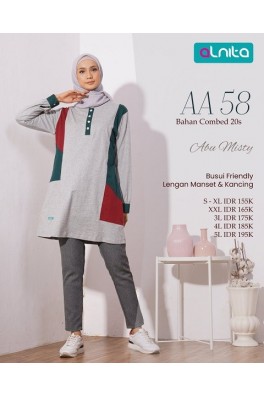 alnita
AA 58
Bahan Combed 20s
Abu Misty
Busui Friendly
Lengan Manset & Kancing
S - XL IDR 155K
XXL IDR 165K
3L IDR 175K
4L IDR 185K
5L IDR 195K